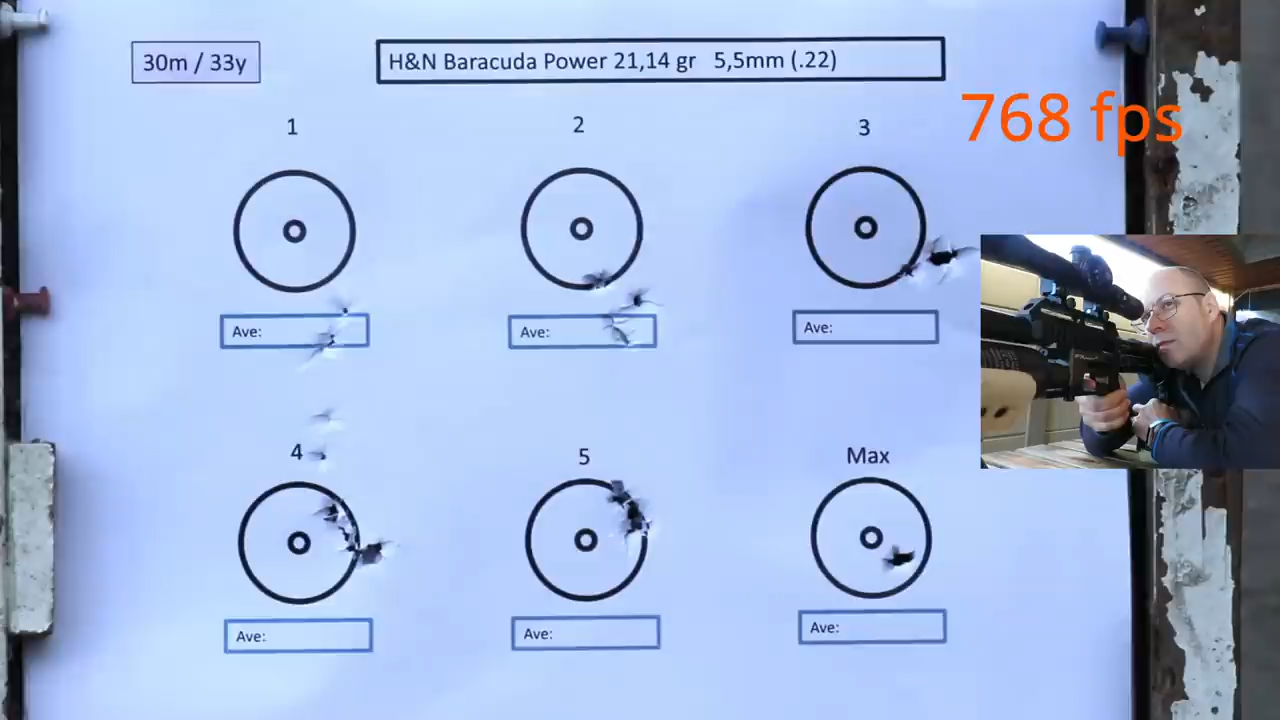 30m / 33y
H&N Baracuda Power 21,14 gr 5,5mm (.22)
768 fps
1
2
3
Ave:
Ave:
Ave:
4
5
Max
Ave:
Ave:
Ave: